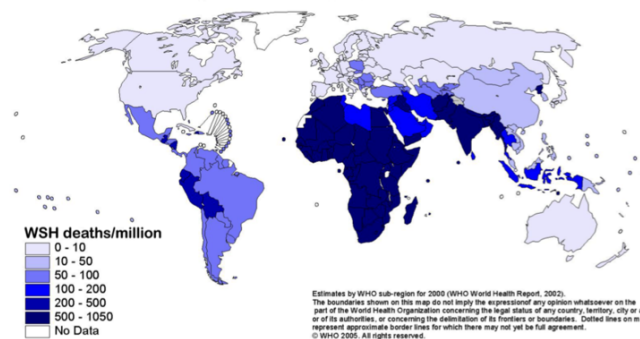 WSH deaths/million
0 - 10
10 - 50
50 - 100
100 - 200
200 - 500
500 - 1050
No Data
Estimates by WHO sub-region for 2000 (WHO World Health Report, 2002).
The boundaries shown on this map do not imply the expressionof any opinion whatsoever on the
part of the World Health Organization concerning the legal status of any country, territory, city or
or of its authorities, or concerning the delimitation of its frontiers or boundaries. Dotted lines on m
represent approximate border lines for which there may not yet be full agreement.
© WHO 2005. All rights reserved.